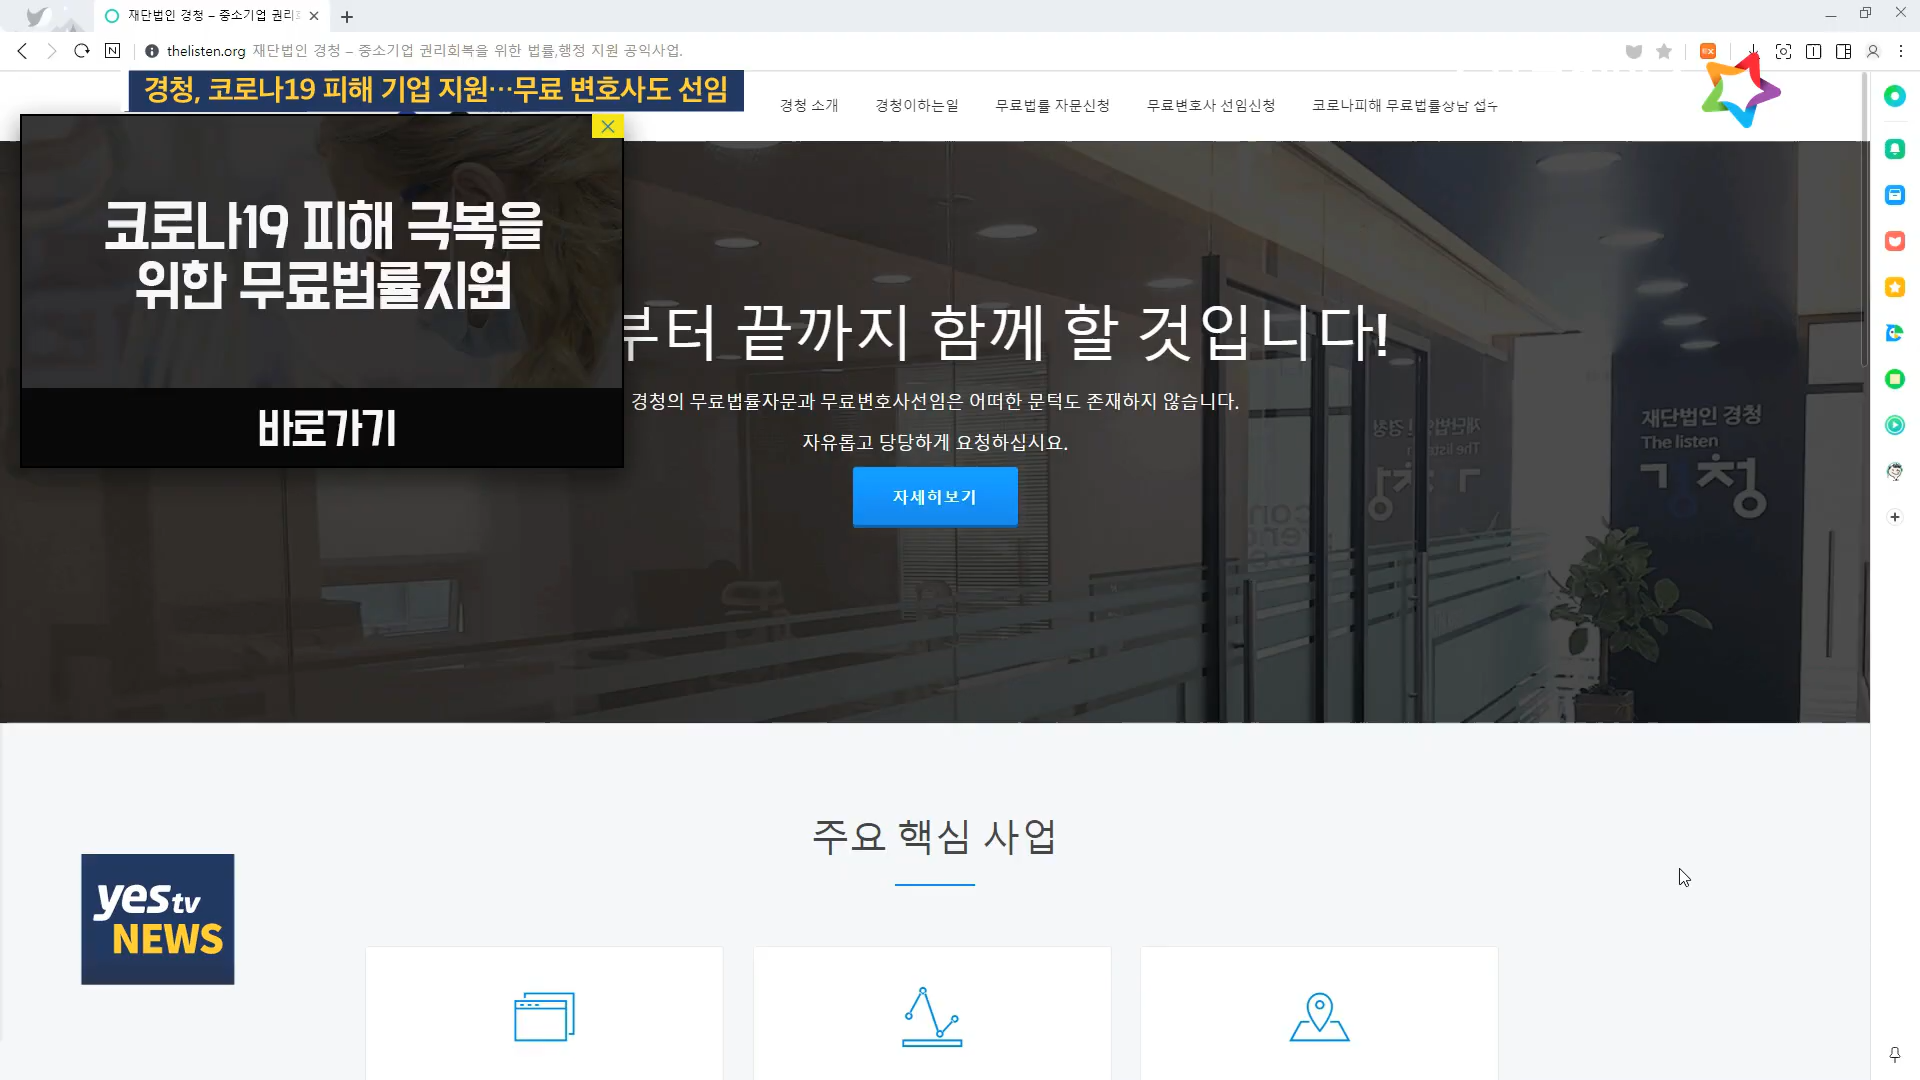 재단법인 경청 – 중소기업 권리회
thelisten.org 재단법인 경청 – 중소기업 권리회복을 위한 법률,행정 지원 공익사업.
경청, 코로나19 피해 기업 지원…무료 변호사도 선임
경청 소개 경청이하는일 무료법률 자문신청 무료변호사 선임신청 코로나피해 무료법률상담 접수
코로나19 피해 극복을
위한 무료법률지원
바로가기
부터 끝까지 함께 할 것입니다!
경청의 무료법률자문과 무료변호사선임은 어떠한 문턱도 존재하지 않습니다.
자유롭고 당당하게 요청하십시요.
자세히보기
재단법인 경청
The listen
경청
주요 핵심 사업
yes tv
NEWS